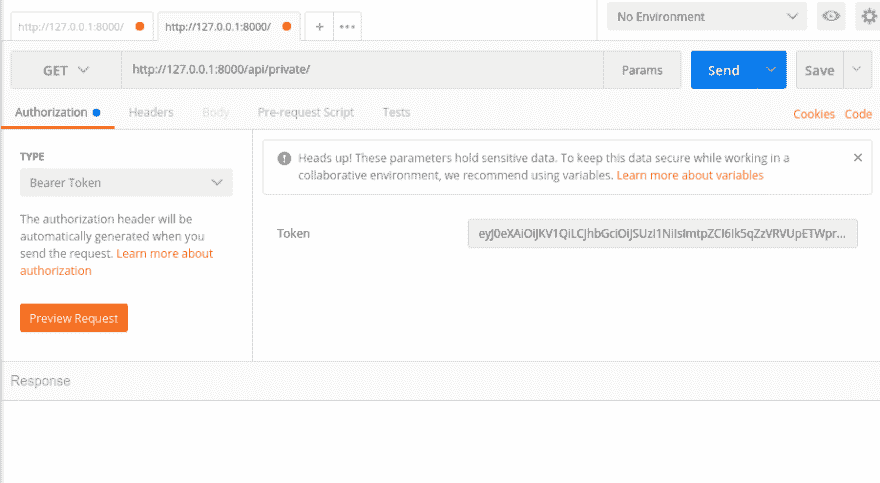 http://127.0.0.1:8000/
http://127.0.0.1:8000/
+
•••
No Environment
GET
http://127.0.0.1:8000/api/private/
Params
Send
Save
Authorization
Headers
Body
Pre-request Script
Tests
Cookies
Code
TYPE
Bearer Token
The authorization header will be
automatically generated when you
send the request. Learn more about
authorization
Preview Request
Heads up! These parameters hold sensitive data. To keep this data secure while working in a
collaborative environment, we recommend using variables. Learn more about variables
Token
eyJ0eXAiOiJKV1QiLCJhbGciOiJSUzI1NiIsImtpZCI6Ik5qZzVRVUpETWpr...
Response